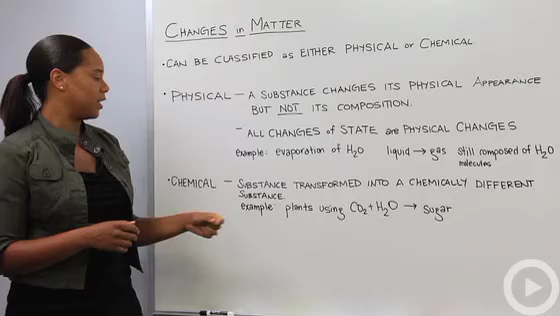 CHANGES in MATTER
• CAN BE CLASSIFIED as EITHER PHYSICAL or CHEMICAL
• PHYSICAL – A SUBSTANCE CHANGES ITS PHYSICAL APPEARANCE
BUT NOT ITS COMPOSITION.
– ALL CHANGES of STATE are PHYSICAL CHANGES
example: evaporation of H₂O liquid → gas still composed of H₂O
molecules
• CHEMICAL – SUBSTANCE TRANSFORMED INTO A CHEMICALLY DIFFERENT
SUBSTANCE.
example plants using CO₂ + H₂O → sugar